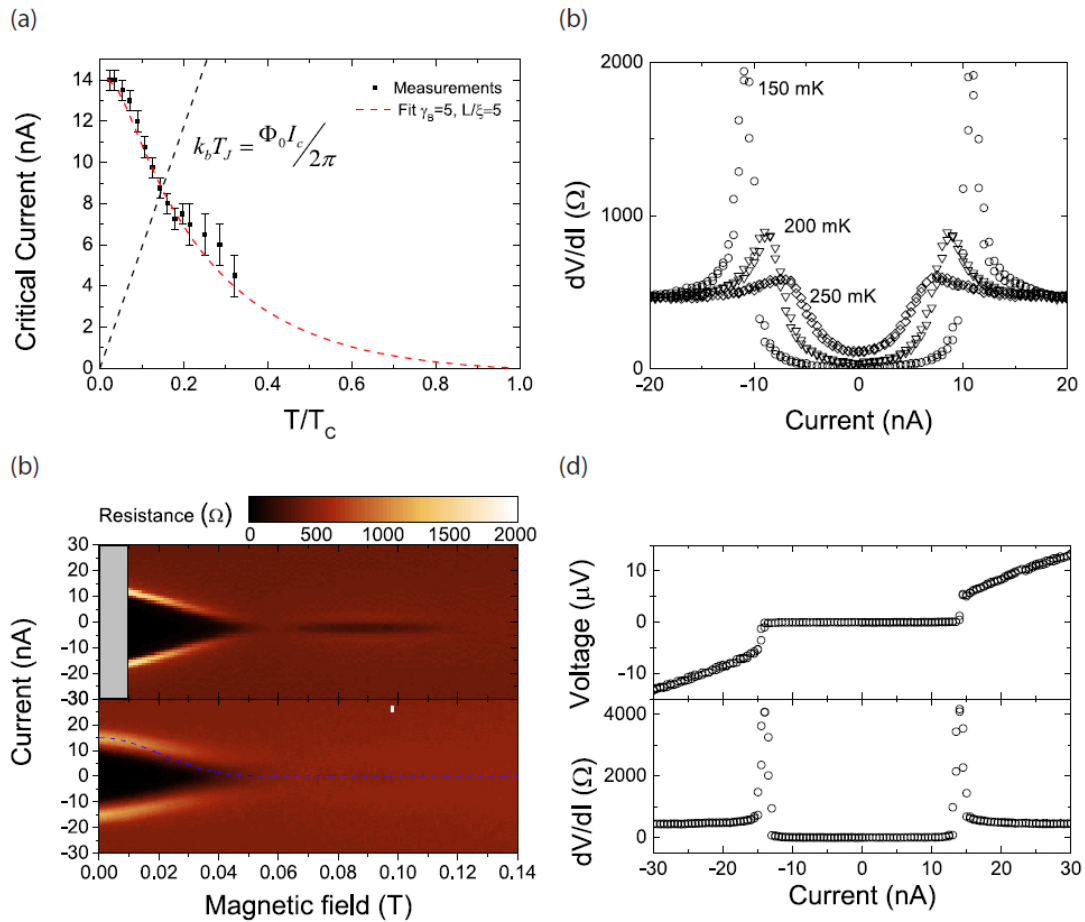 (a)
Critical Current (nA)
14
12
10
8
6
4
2
0
0.0 0.2 0.4 0.6 0.8 1.0
T/T_C
Measurements
Fit γ_B=5, L/ξ=5
k_bT_J = Φ_0 I_c / 2π
(b)
dV/dI (Ω)
2000
1000
0
-20 -10 0 10 20
Current (nA)
150 mK
200 mK
250 mK
(b)
Resistance (Ω)
0 500 1000 1500 2000
Current (nA)
30
20
10
0
-10
-20
-30
20
10
0
-10
-20
-30
0.00 0.02 0.04 0.06 0.08 0.10 0.12 0.14
Magnetic field (T)
(d)
Voltage (µV)
10
0
-10
dV/dI (Ω)
4000
2000
0
-30 -20 -10 0 10 20 30
Current (nA)